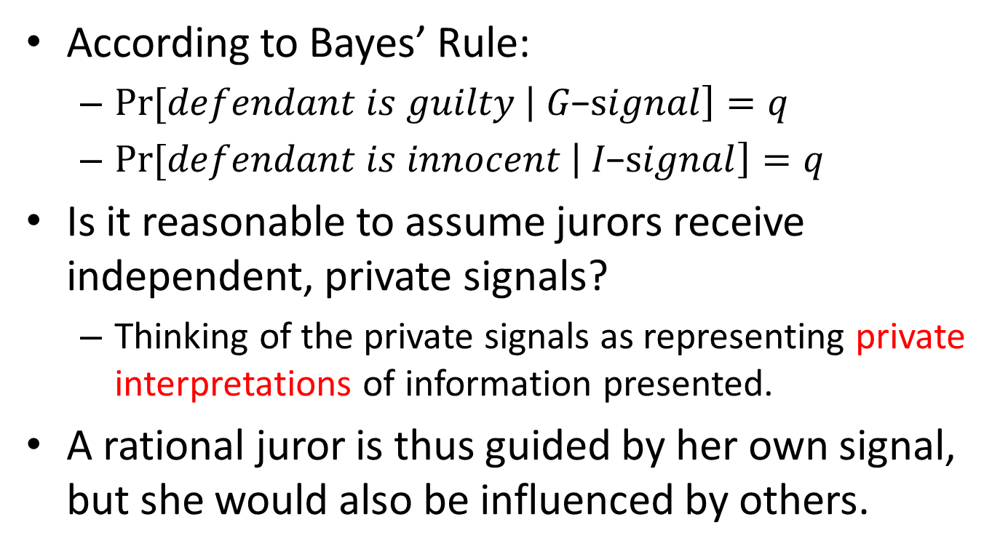 • According to Bayes’ Rule:
– Pr[defendant is guilty | G–signal] = q
– Pr[defendant is innocent | I–signal] = q
• Is it reasonable to assume jurors receive
independent, private signals?
– Thinking of the private signals as representing private
interpretations of information presented.
• A rational juror is thus guided by her own signal,
but she would also be influenced by others.